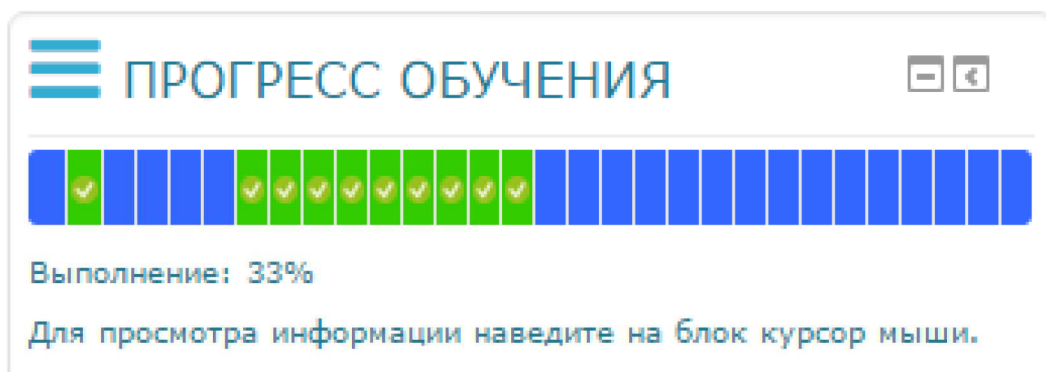 ПРОГРЕСС ОБУЧЕНИЯ
Выполнение: 33%
Для просмотра информации наведите на блок курсор мыши.